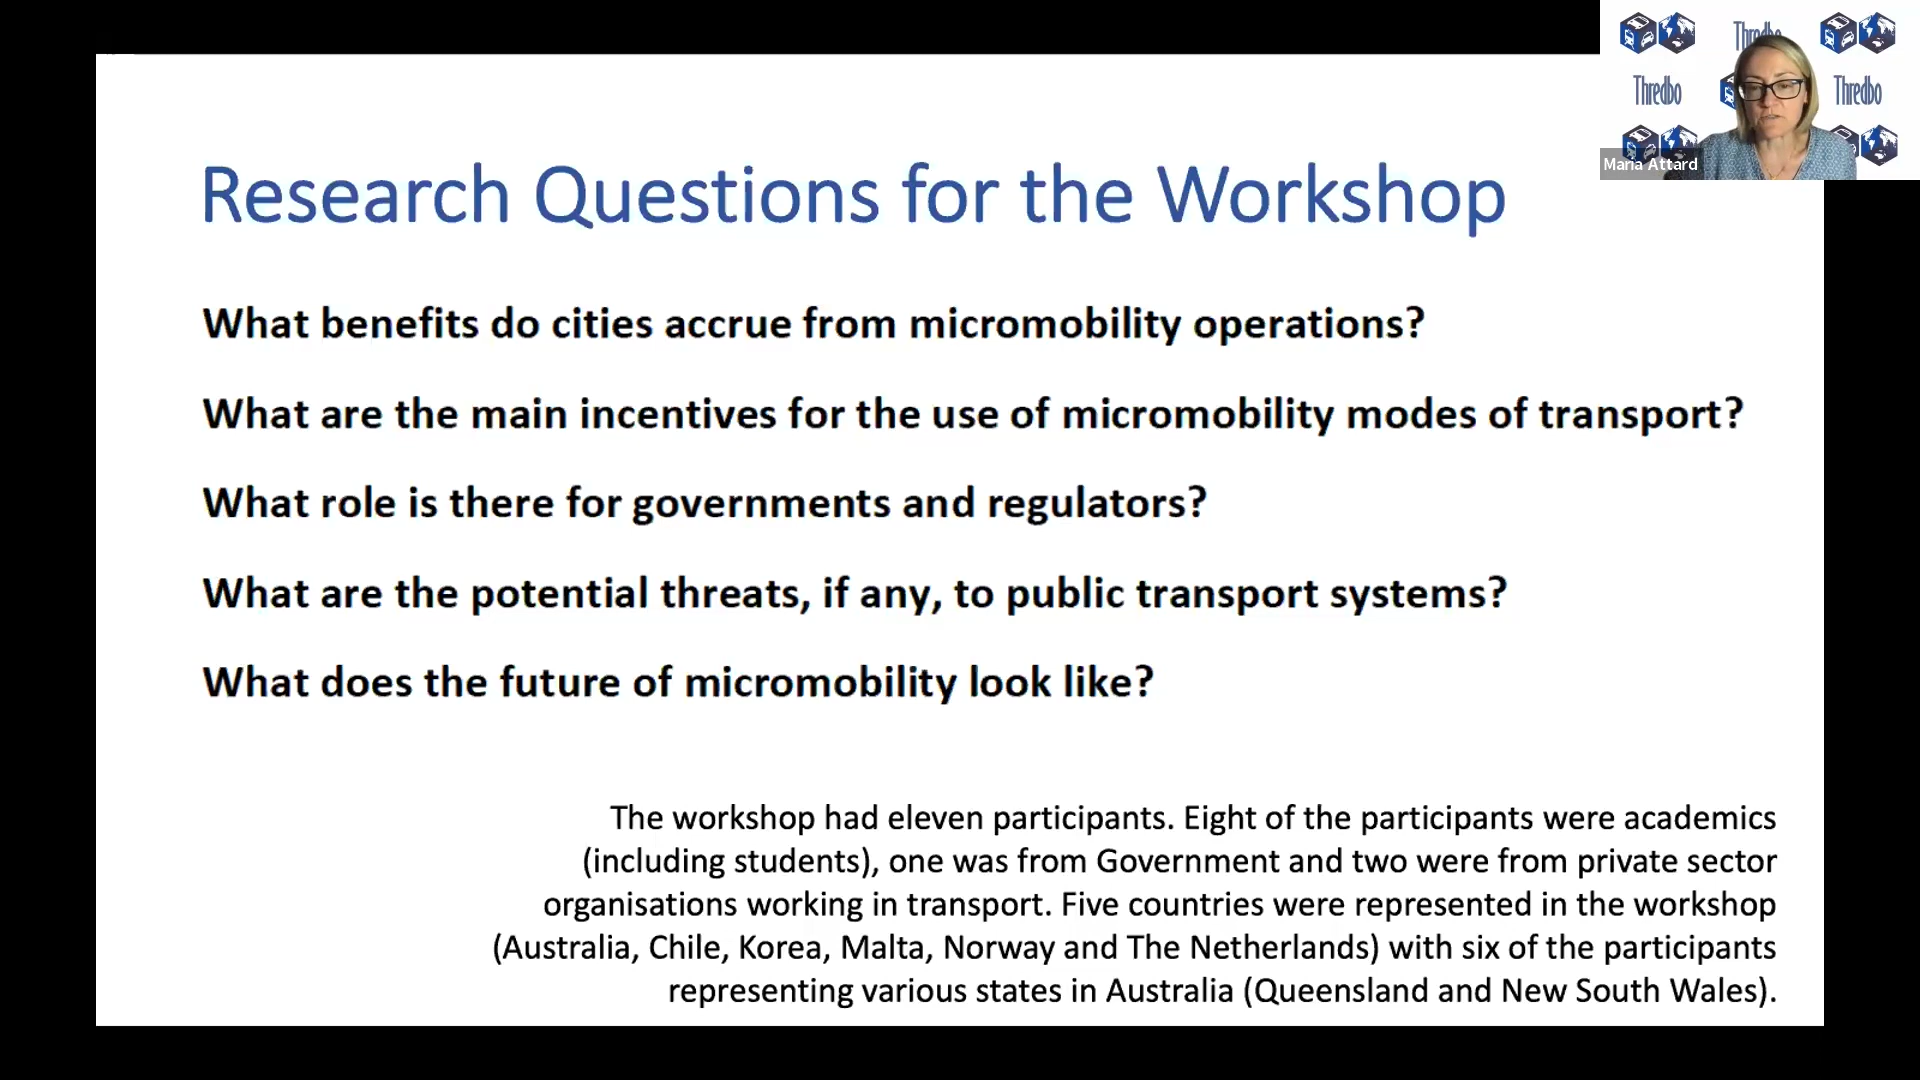 Thredbo
Thredbo
Thredbo
Maria Attard
Research Questions for the Workshop
What benefits do cities accrue from micromobility operations?
What are the main incentives for the use of micromobility modes of transport?
What role is there for governments and regulators?
What are the potential threats, if any, to public transport systems?
What does the future of micromobility look like?
The workshop had eleven participants. Eight of the participants were academics
(including students), one was from Government and two were from private sector
organisations working in transport. Five countries were represented in the workshop
(Australia, Chile, Korea, Malta, Norway and The Netherlands) with six of the participants
representing various states in Australia (Queensland and New South Wales).